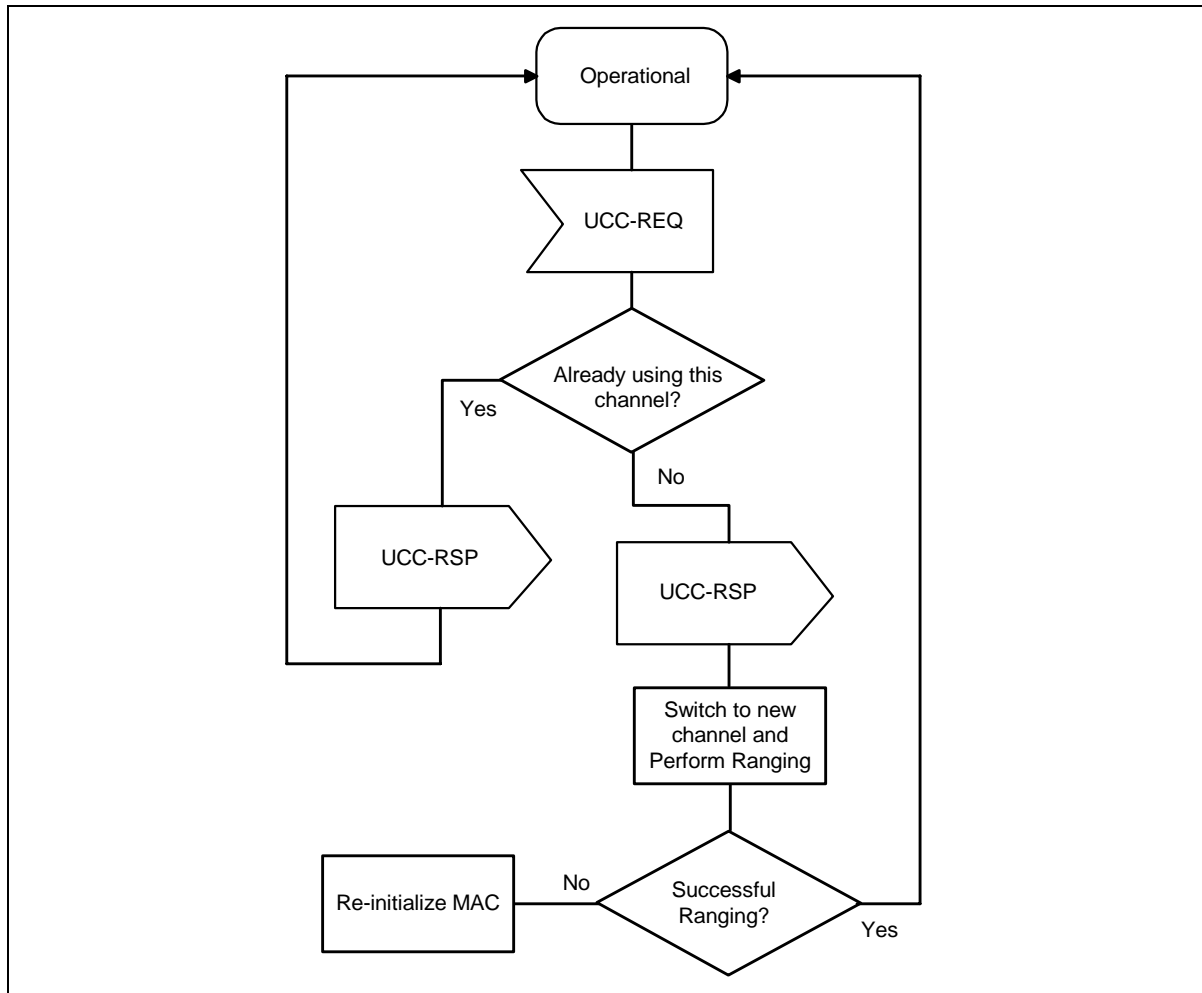 Operational
UCC-REQ
Already using this
channel?
Yes
No
UCC-RSP
UCC-RSP
Switch to new
channel and
Perform Ranging
Re-initialize MAC
No
Successful
Ranging?
Yes